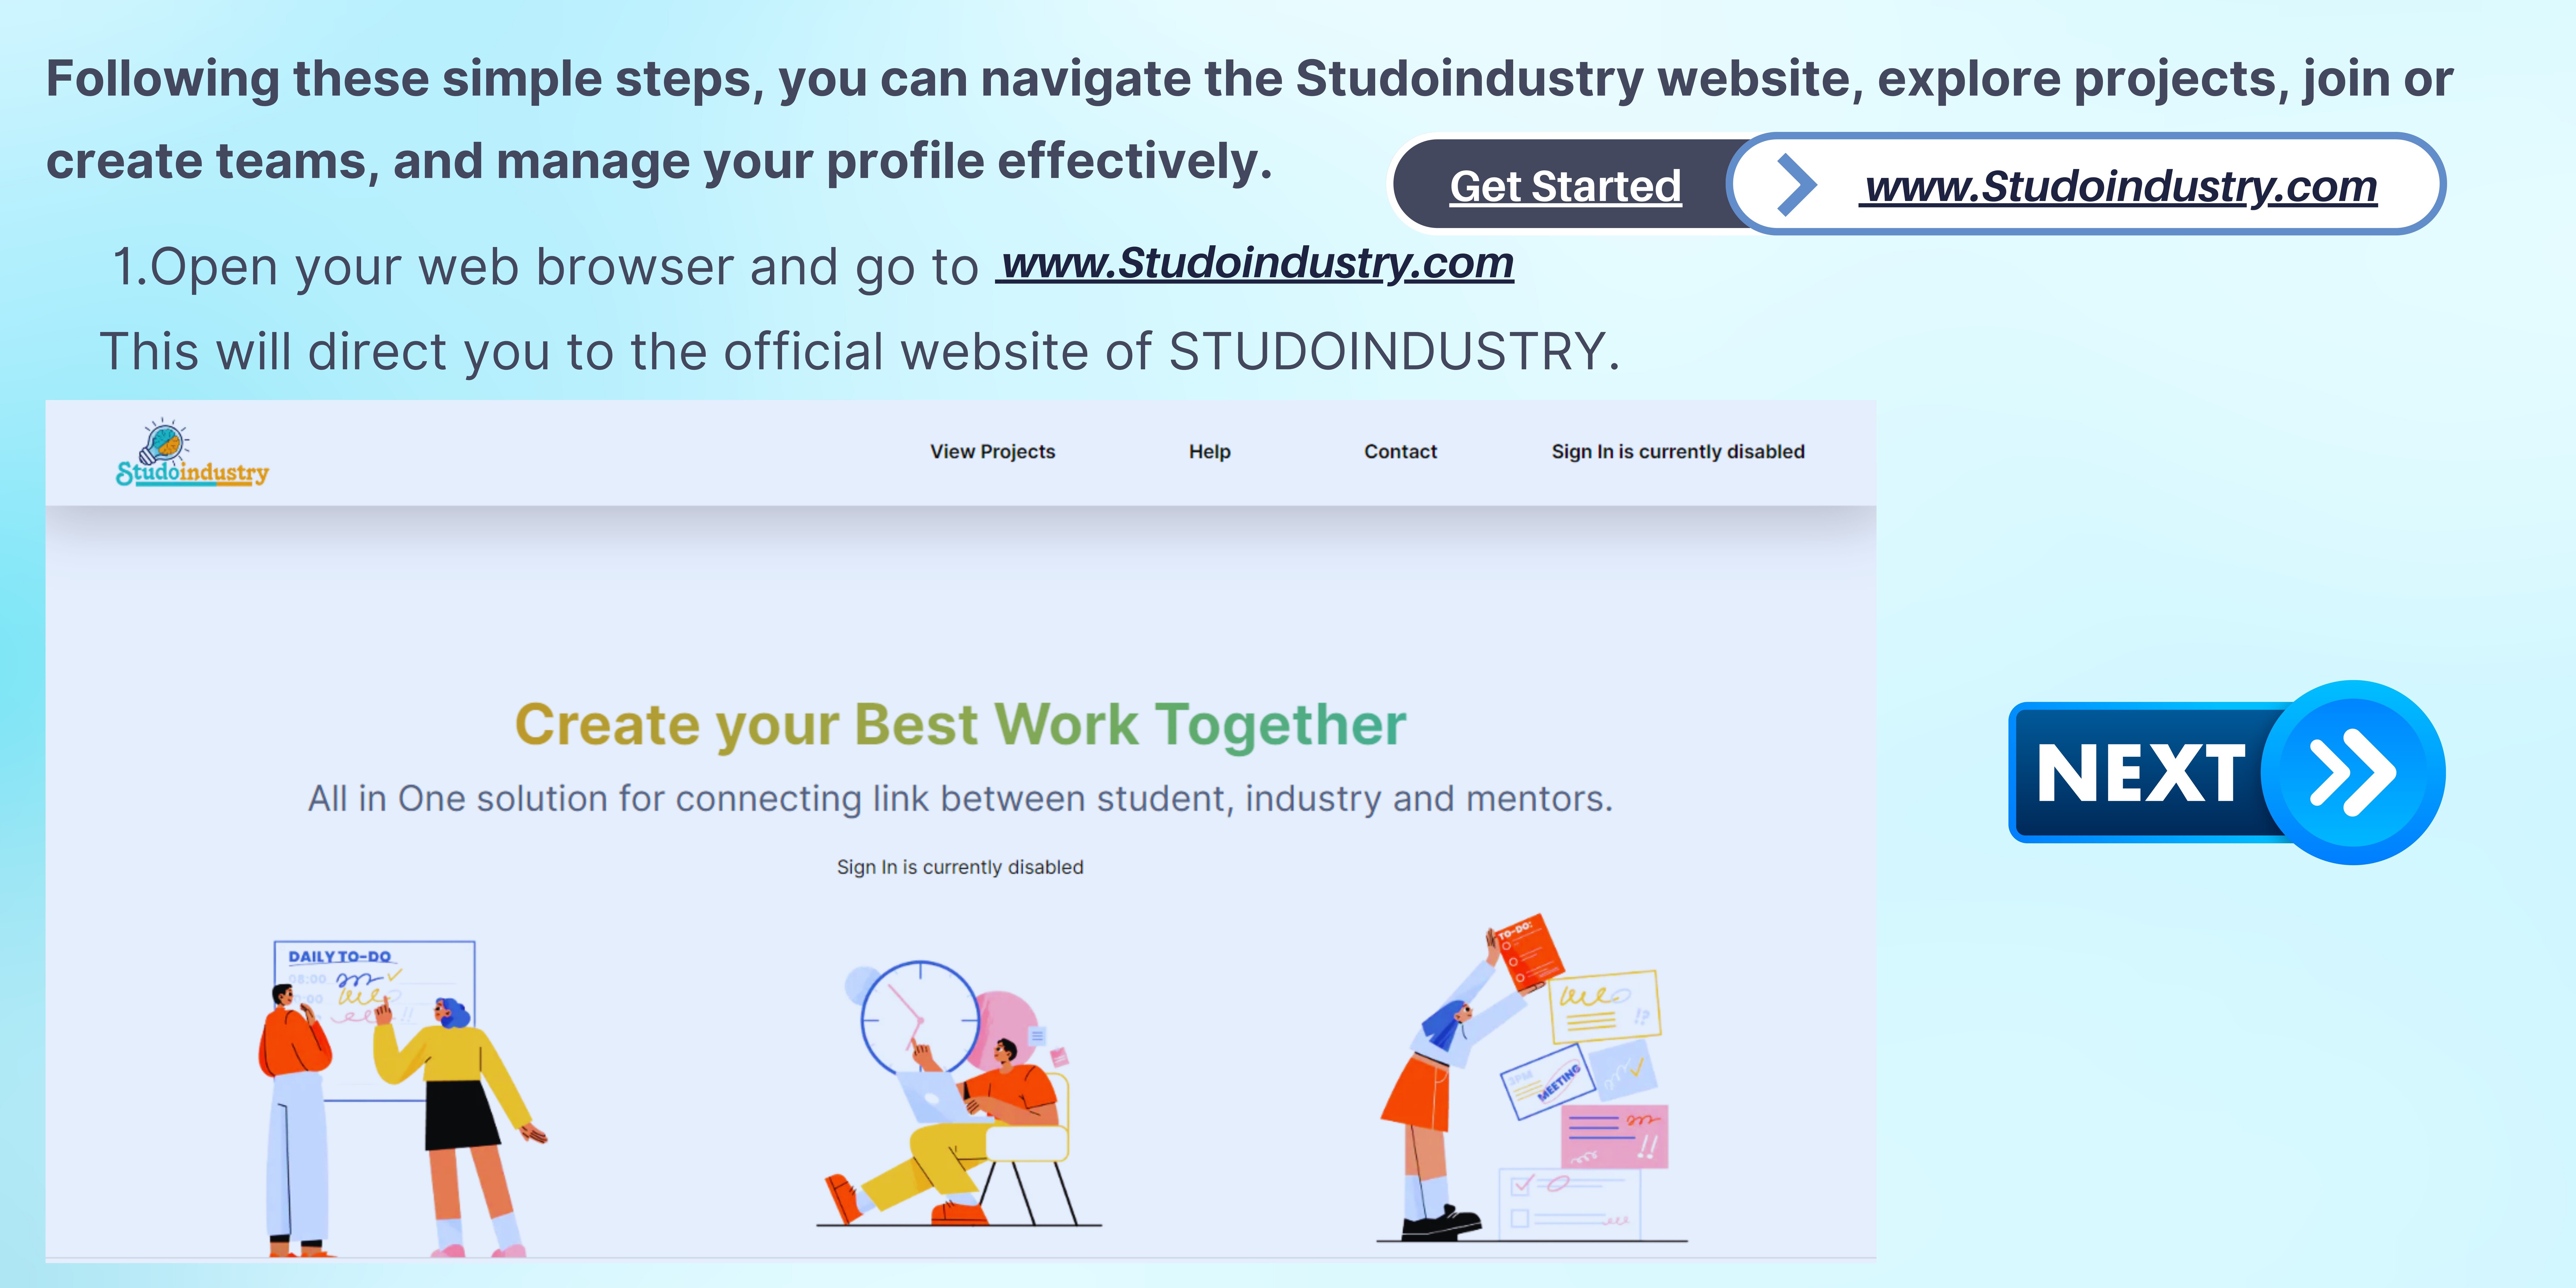 Following these simple steps, you can navigate the Studoindustry website, explore projects, join or
create teams, and manage your profile effectively.
Get Started
www.Studoindustry.com
1.Open your web browser and go to www.Studoindustry.com
This will direct you to the official website of STUDOINDUSTRY.
Studoindustry
View Projects
Help
Contact
Sign In is currently disabled
Create your Best Work Together
All in One solution for connecting link between student, industry and mentors.
Sign In is currently disabled
NEXT
DAILY TO-DO
08:00
TO-DO:
!?
3PM
MEETING
!!